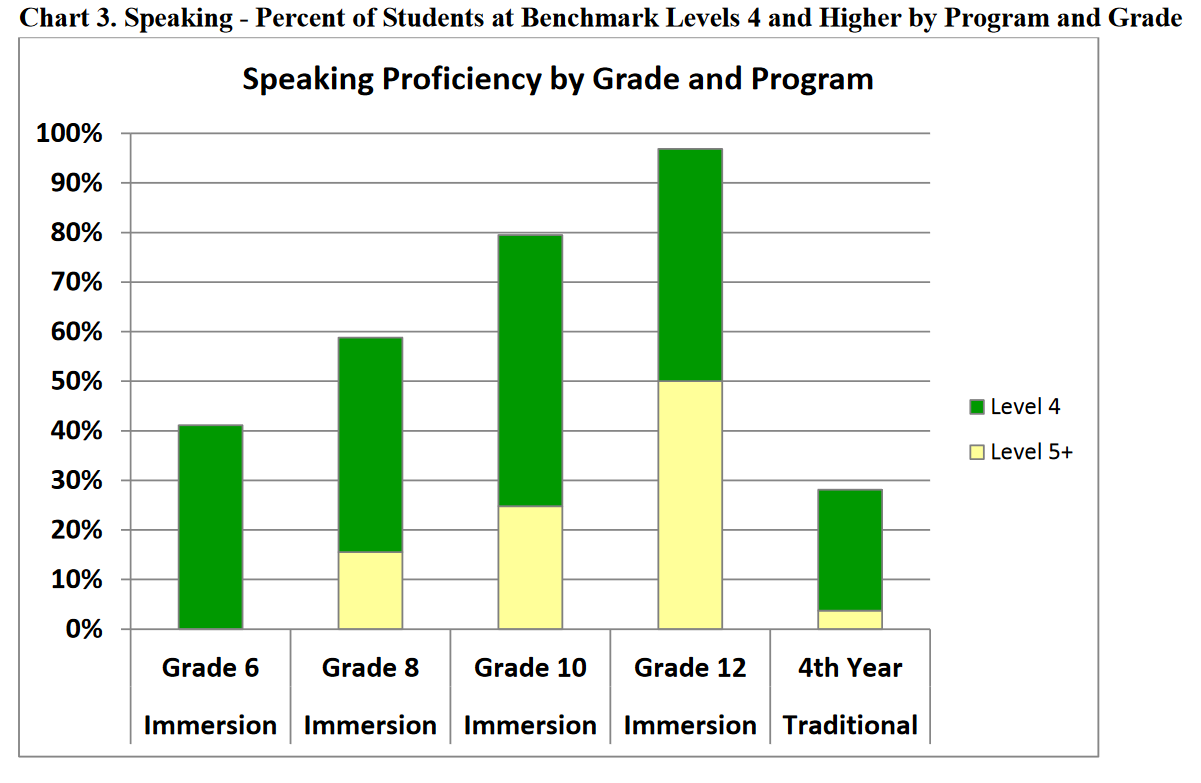 Chart 3. Speaking - Percent of Students at Benchmark Levels 4 and Higher by Program and Grade
Speaking Proficiency by Grade and Program
100%
90%
80%
70%
60%
50%
40%
30%
20%
10%
0%
Level 4
Level 5+
Grade 6 Grade 8 Grade 10 Grade 12 4th Year
Immersion Immersion Immersion Immersion Traditional